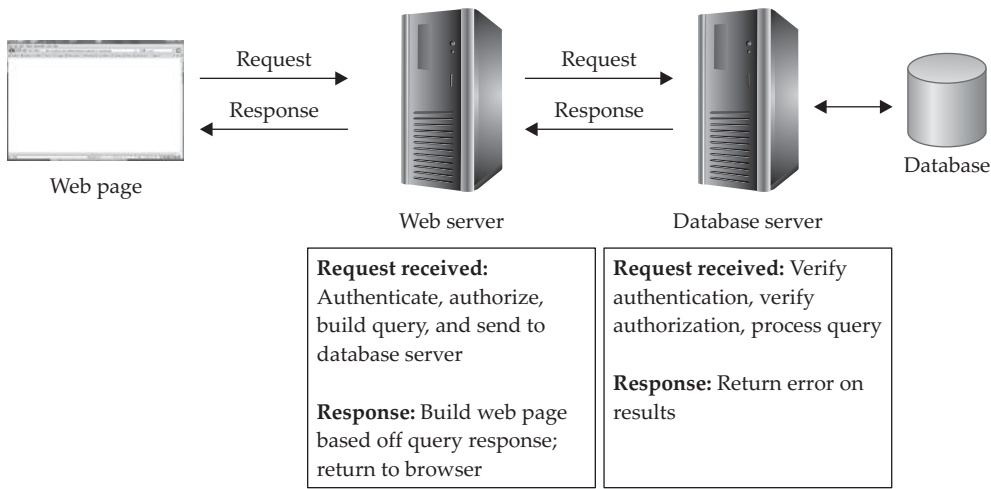 Request
Response
Request
Response
Web page
Web server
Database server
Database
Request received:
Authenticate, authorize,
build query, and send to
database server
Response: Build web page
based off query response;
return to browser
Request received: Verify
authentication, verify
authorization, process query
Response: Return error on
results